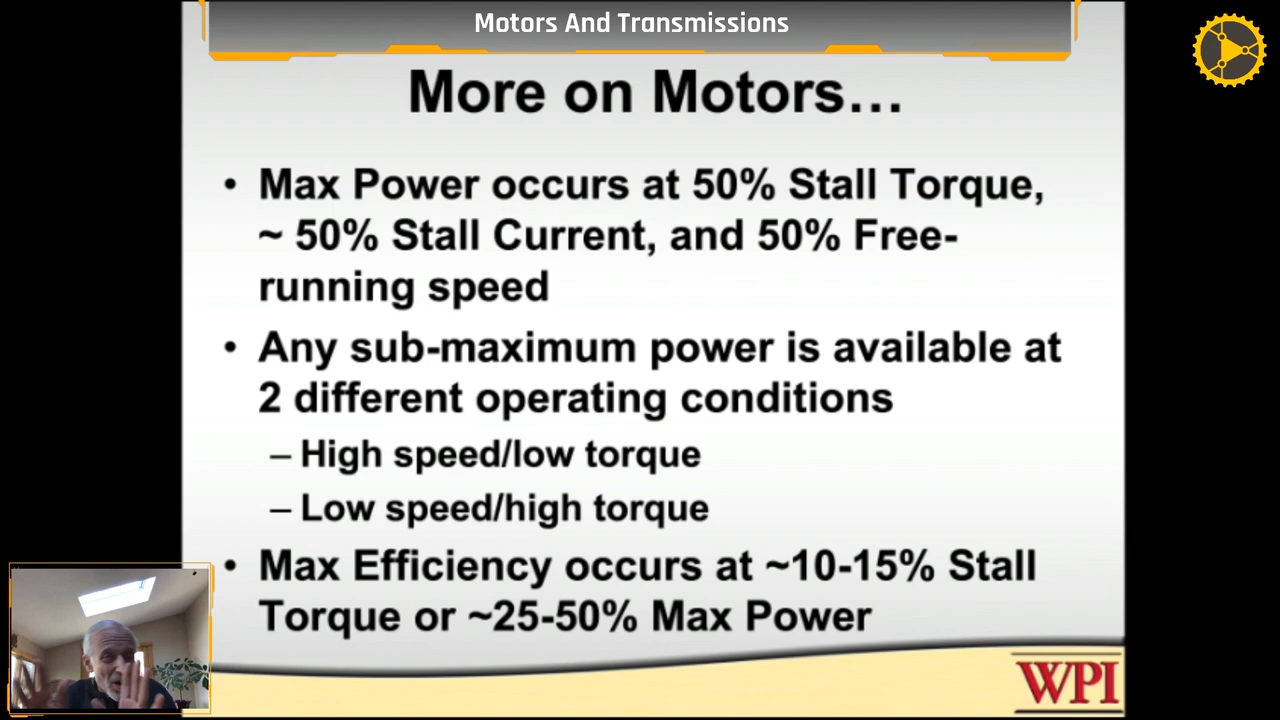 Motors And Transmissions
More on Motors…
• Max Power occurs at 50% Stall Torque,
~ 50% Stall Current, and 50% Free-
running speed
• Any sub-maximum power is available at
2 different operating conditions
– High speed/low torque
– Low speed/high torque
• Max Efficiency occurs at ~10-15% Stall
Torque or ~25-50% Max Power
WPI